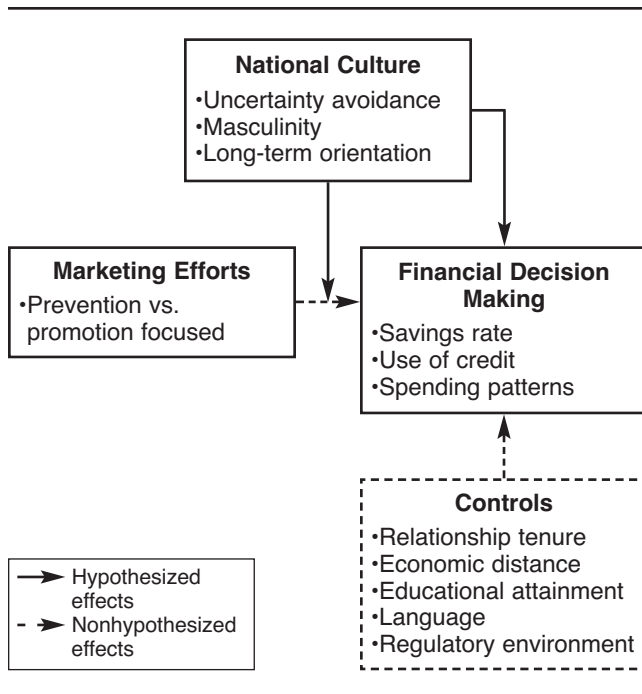 National Culture
•Uncertainty avoidance
•Masculinity
•Long-term orientation
Marketing Efforts
•Prevention vs.
promotion focused
Financial Decision
Making
•Savings rate
•Use of credit
•Spending patterns
Controls
•Relationship tenure
•Economic distance
•Educational attainment
•Language
•Regulatory environment
Hypothesized
effects
Nonhypothesized
effects